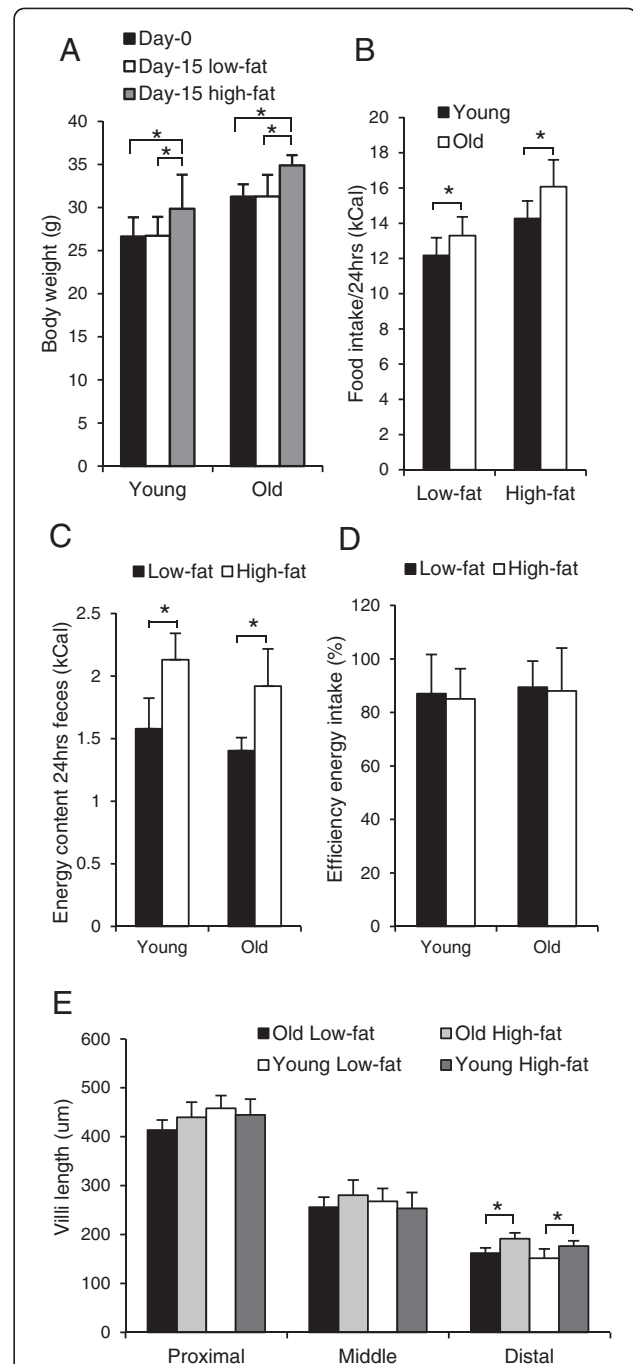 A
Day-0
Day-15 low-fat
Day-15 high-fat
Body weight (g)
40
35
30
25
20
15
10
5
0
* * * *
Young Old
B
Young
Old
Food intake/24hrs (kCal)
20
18
16
14
12
10
8
6
4
2
0
* *
Low-fat High-fat
C
Low-fat High-fat
Energy content 24hrs feces (kCal)
2.5
2
1.5
1
0.5
0
* *
Young Old
D
Low-fat High-fat
Efficiency energy intake (%)
120
100
80
60
40
20
0
Young Old
E
Old Low-fat Old High-fat
Young Low-fat Young High-fat
Villi length (um)
600
500
400
300
200
100
0
* *
Proximal Middle Distal